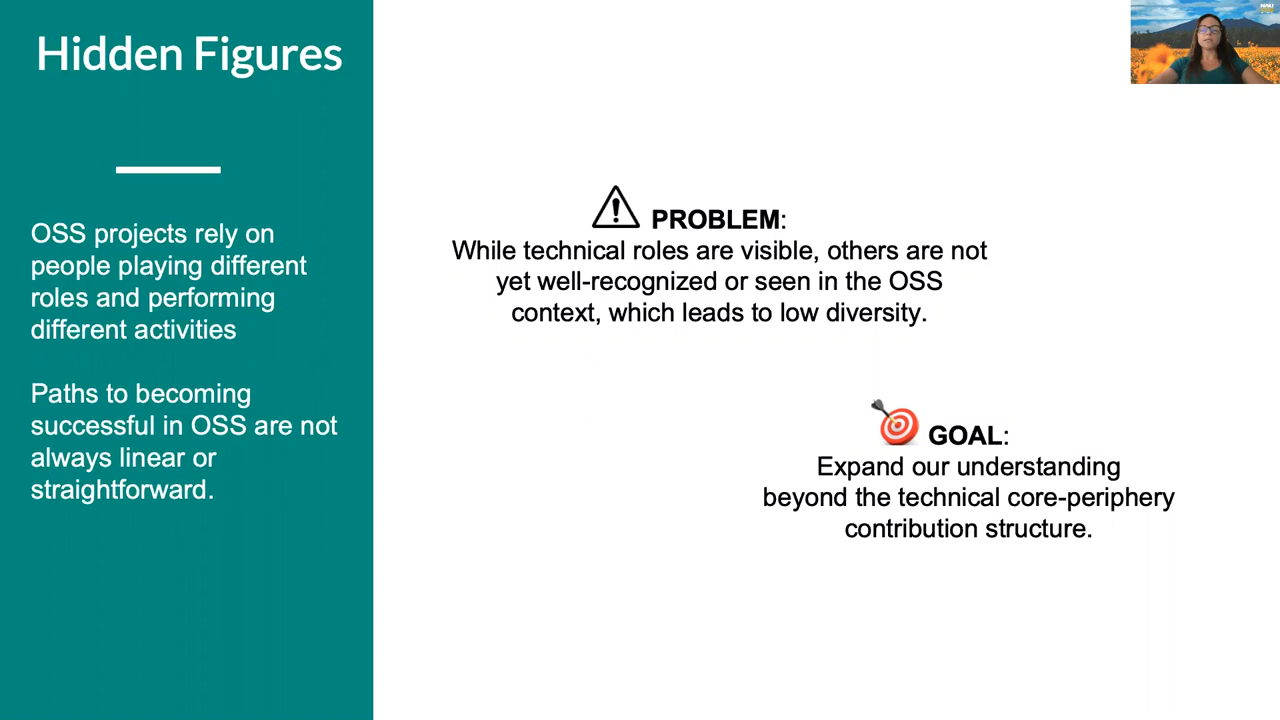 Hidden Figures
OSS projects rely on
people playing different
roles and performing
different activities
Paths to becoming
successful in OSS are not
always linear or
straightforward.
PROBLEM:
While technical roles are visible, others are not
yet well-recognized or seen in the OSS
context, which leads to low diversity.
GOAL:
Expand our understanding
beyond the technical core-periphery
contribution structure.
NAU